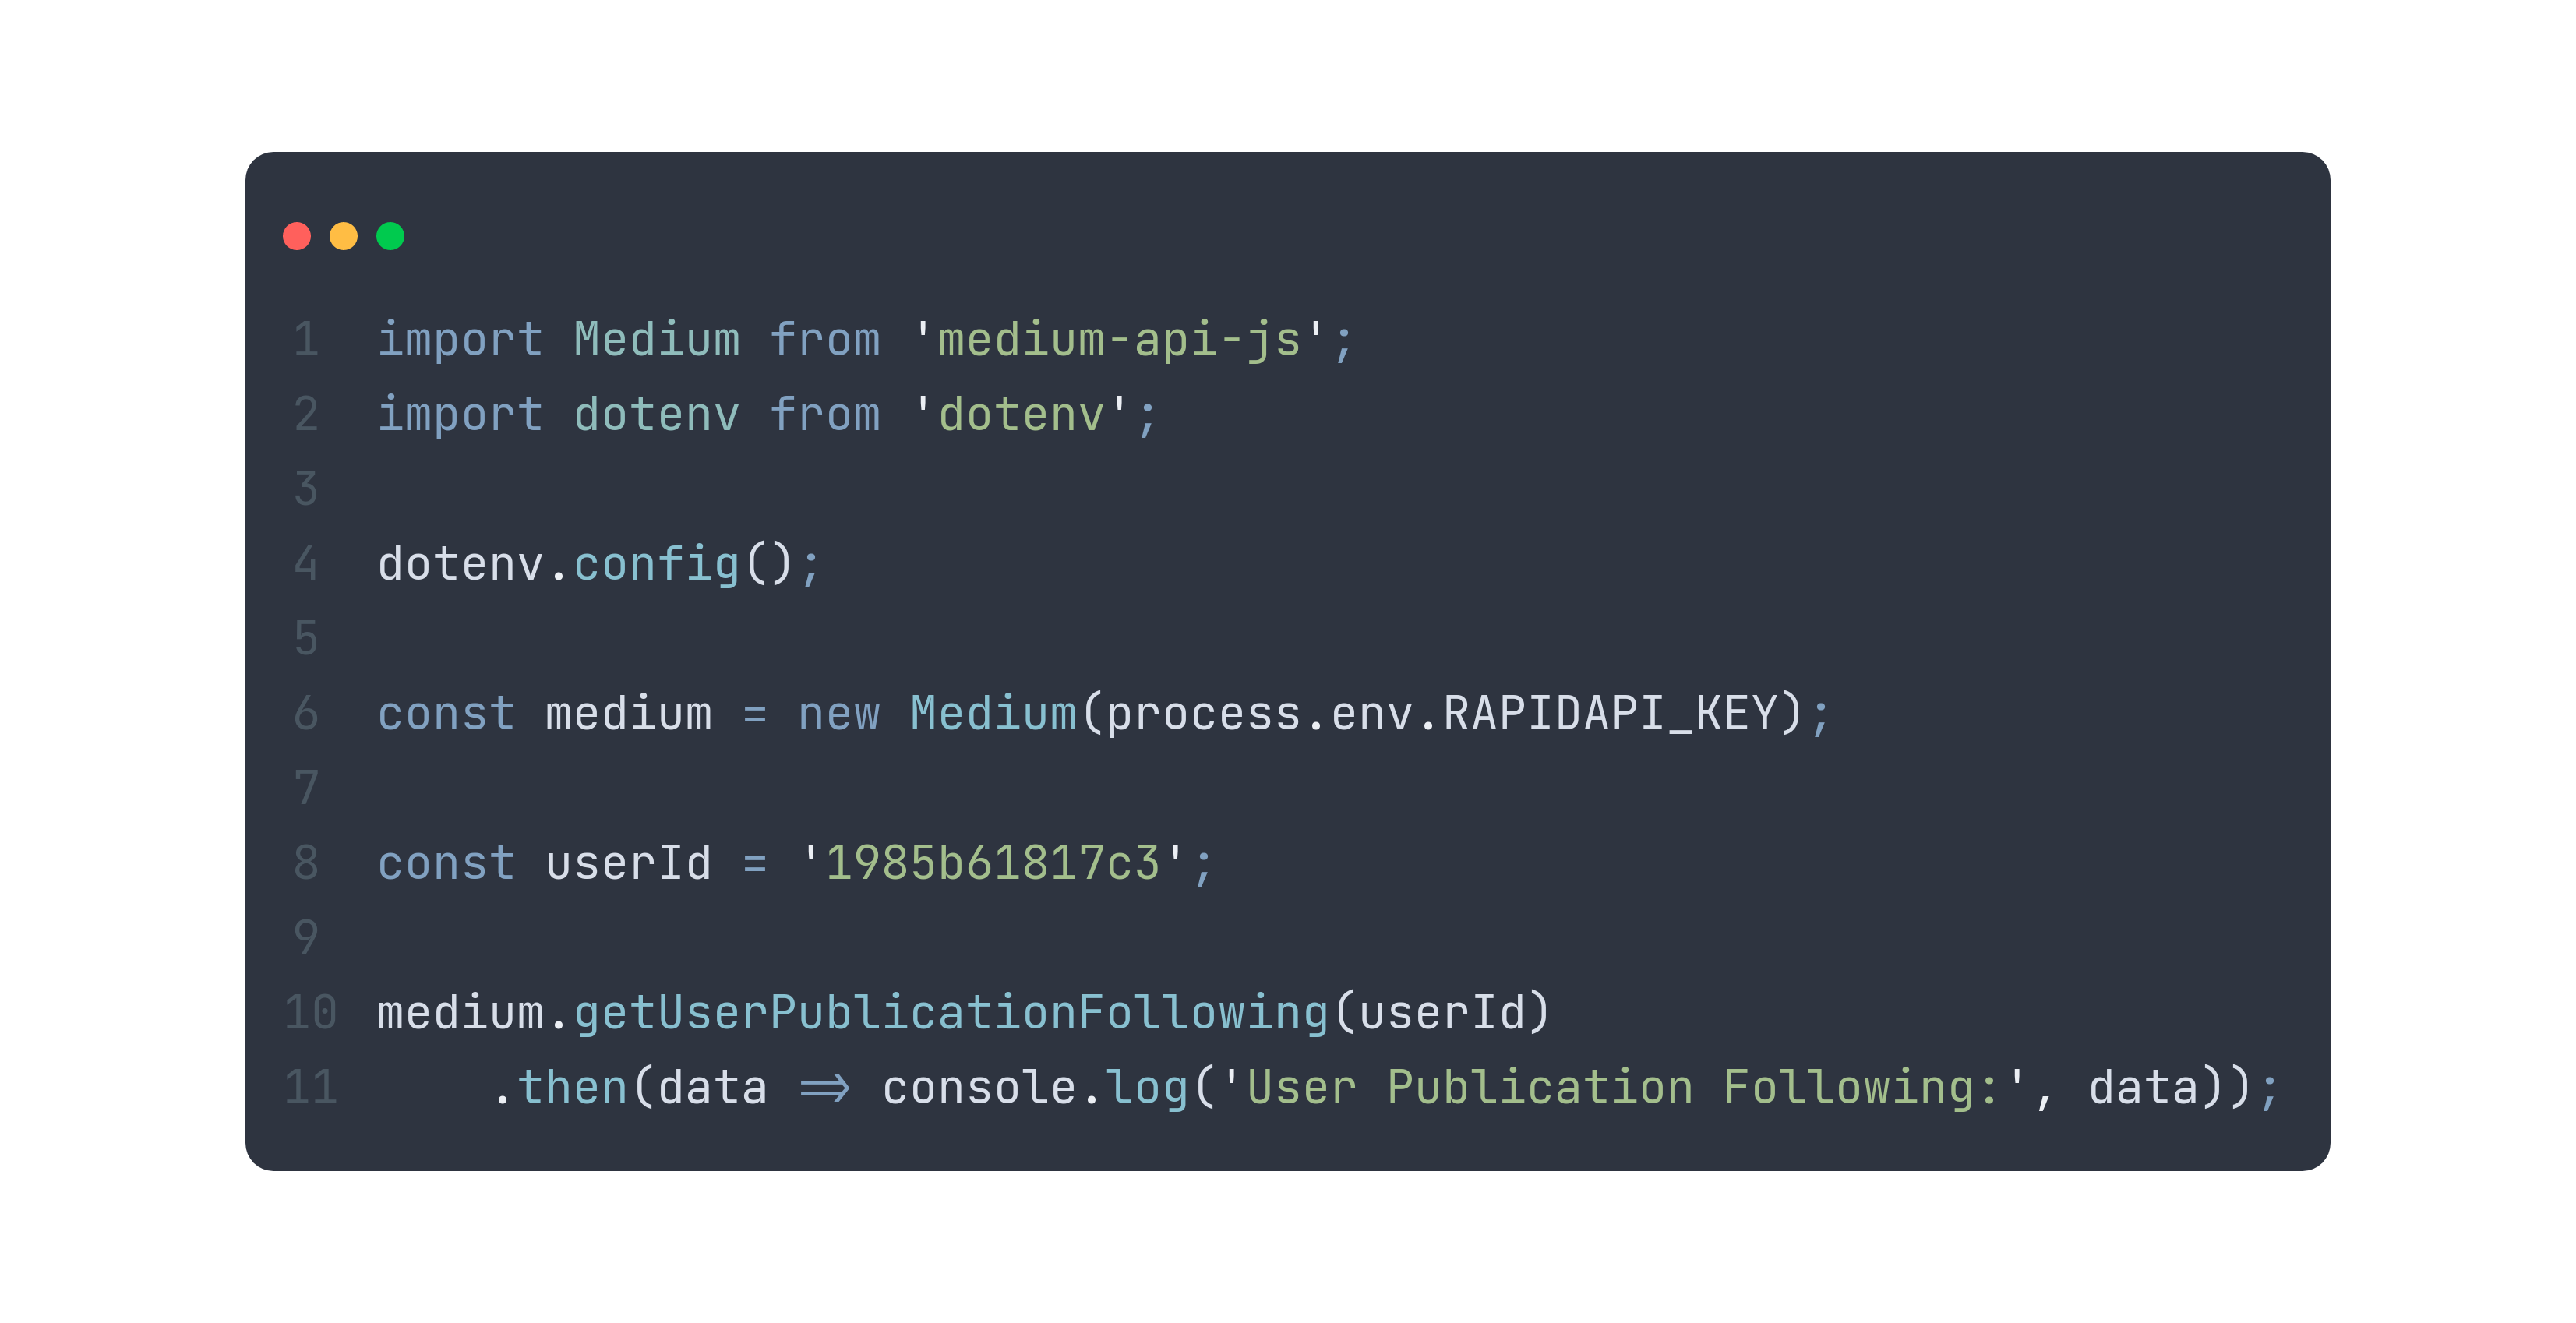 1 import Medium from 'medium-api-js';
2 import dotenv from 'dotenv';
3
4 dotenv.config();
5
6 const medium = new Medium(process.env.RAPIDAPI_KEY);
7
8 const userId = '1985b61817c3';
9
10 medium.getUserPublicationFollowing(userId)
11     .then(data => console.log('User Publication Following:', data));